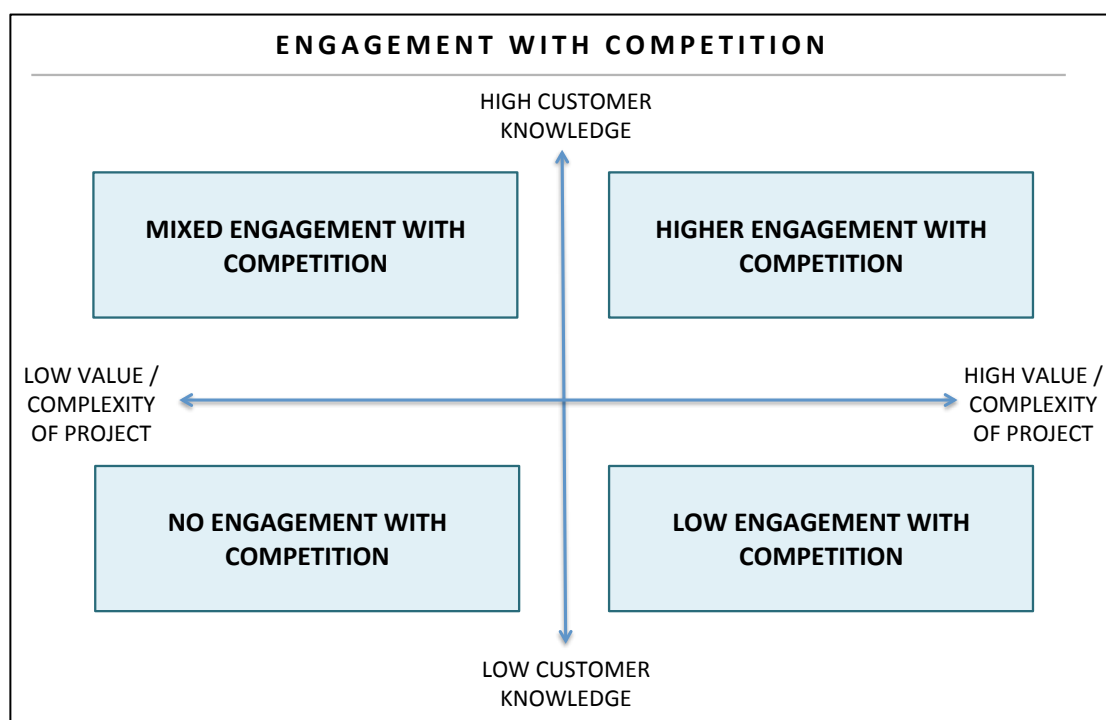 ENGAGEMENT WITH COMPETITION
HIGH CUSTOMER
KNOWLEDGE
MIXED ENGAGEMENT WITH
COMPETITION
HIGHER ENGAGEMENT WITH
COMPETITION
LOW VALUE /
COMPLEXITY
OF PROJECT
HIGH VALUE /
COMPLEXITY
OF PROJECT
NO ENGAGEMENT WITH
COMPETITION
LOW ENGAGEMENT WITH
COMPETITION
LOW CUSTOMER
KNOWLEDGE